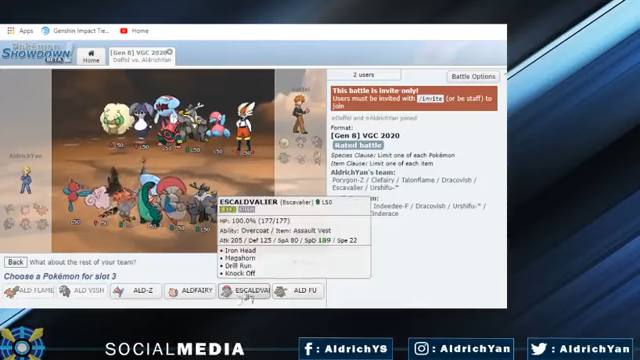 Apps
Genshin Impact Tie...
Home
Pokémon
SHOWDOWN
BETA
Home
[Gen 8] VGC 2020
Daffel vs. AldrichYan
2 users
Battle Options
This battle is invite-only!
Users must be invited with /invite (or be staff) to
join
Daffel and AldrichYan joined
Format:
[Gen 8] VGC 2020
Rated battle
Species Clause: Limit one of each Pokémon
Item Clause: Limit one of each item
AldrichYan's team:
Porygon-Z / Clefairy / Talonflame / Dracovish /
Escavalier / Urshifu-*
team:
Indeedee-F / Dracovish / Urshifu-*
AldrichYan
ESCALDVALIER (Escavalier) L50
HP: 100.0% (177/177)
Ability: Overcoat / Item: Assault Vest
Atk 205 / Def 125 / SpA 80 / SpD 189 / Spe 22
• Iron Head
• Megahorn
• Drill Run
• Knock Off
Back
What about the rest of your team?
Choose a Pokémon for slot 3
ALD FLAME
ALD VISH
ALD-Z
ALDFAIRY
ESCALDVAL
ALD FU
SOCIALMEDIA
: AldrichYS
: AldrichYan
: AldrichYan